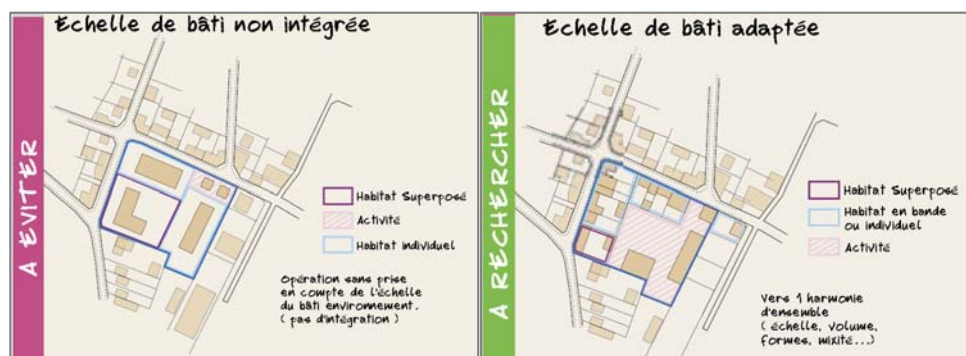 A EVITER
Echelle de bâti non intégrée
Habitat Superposé
Activité
Habitat individuel
Opération sans prise
en compte de l'échelle
du bâti environnement.
( pas d'intégration )
A RECHERCHER
Echelle de bâti adaptée
Habitat Superposé
Habitat en bande
ou individuel
Activité
Vers 1 harmonie
d'ensemble
( échelle, volume,
formes, mixité...)